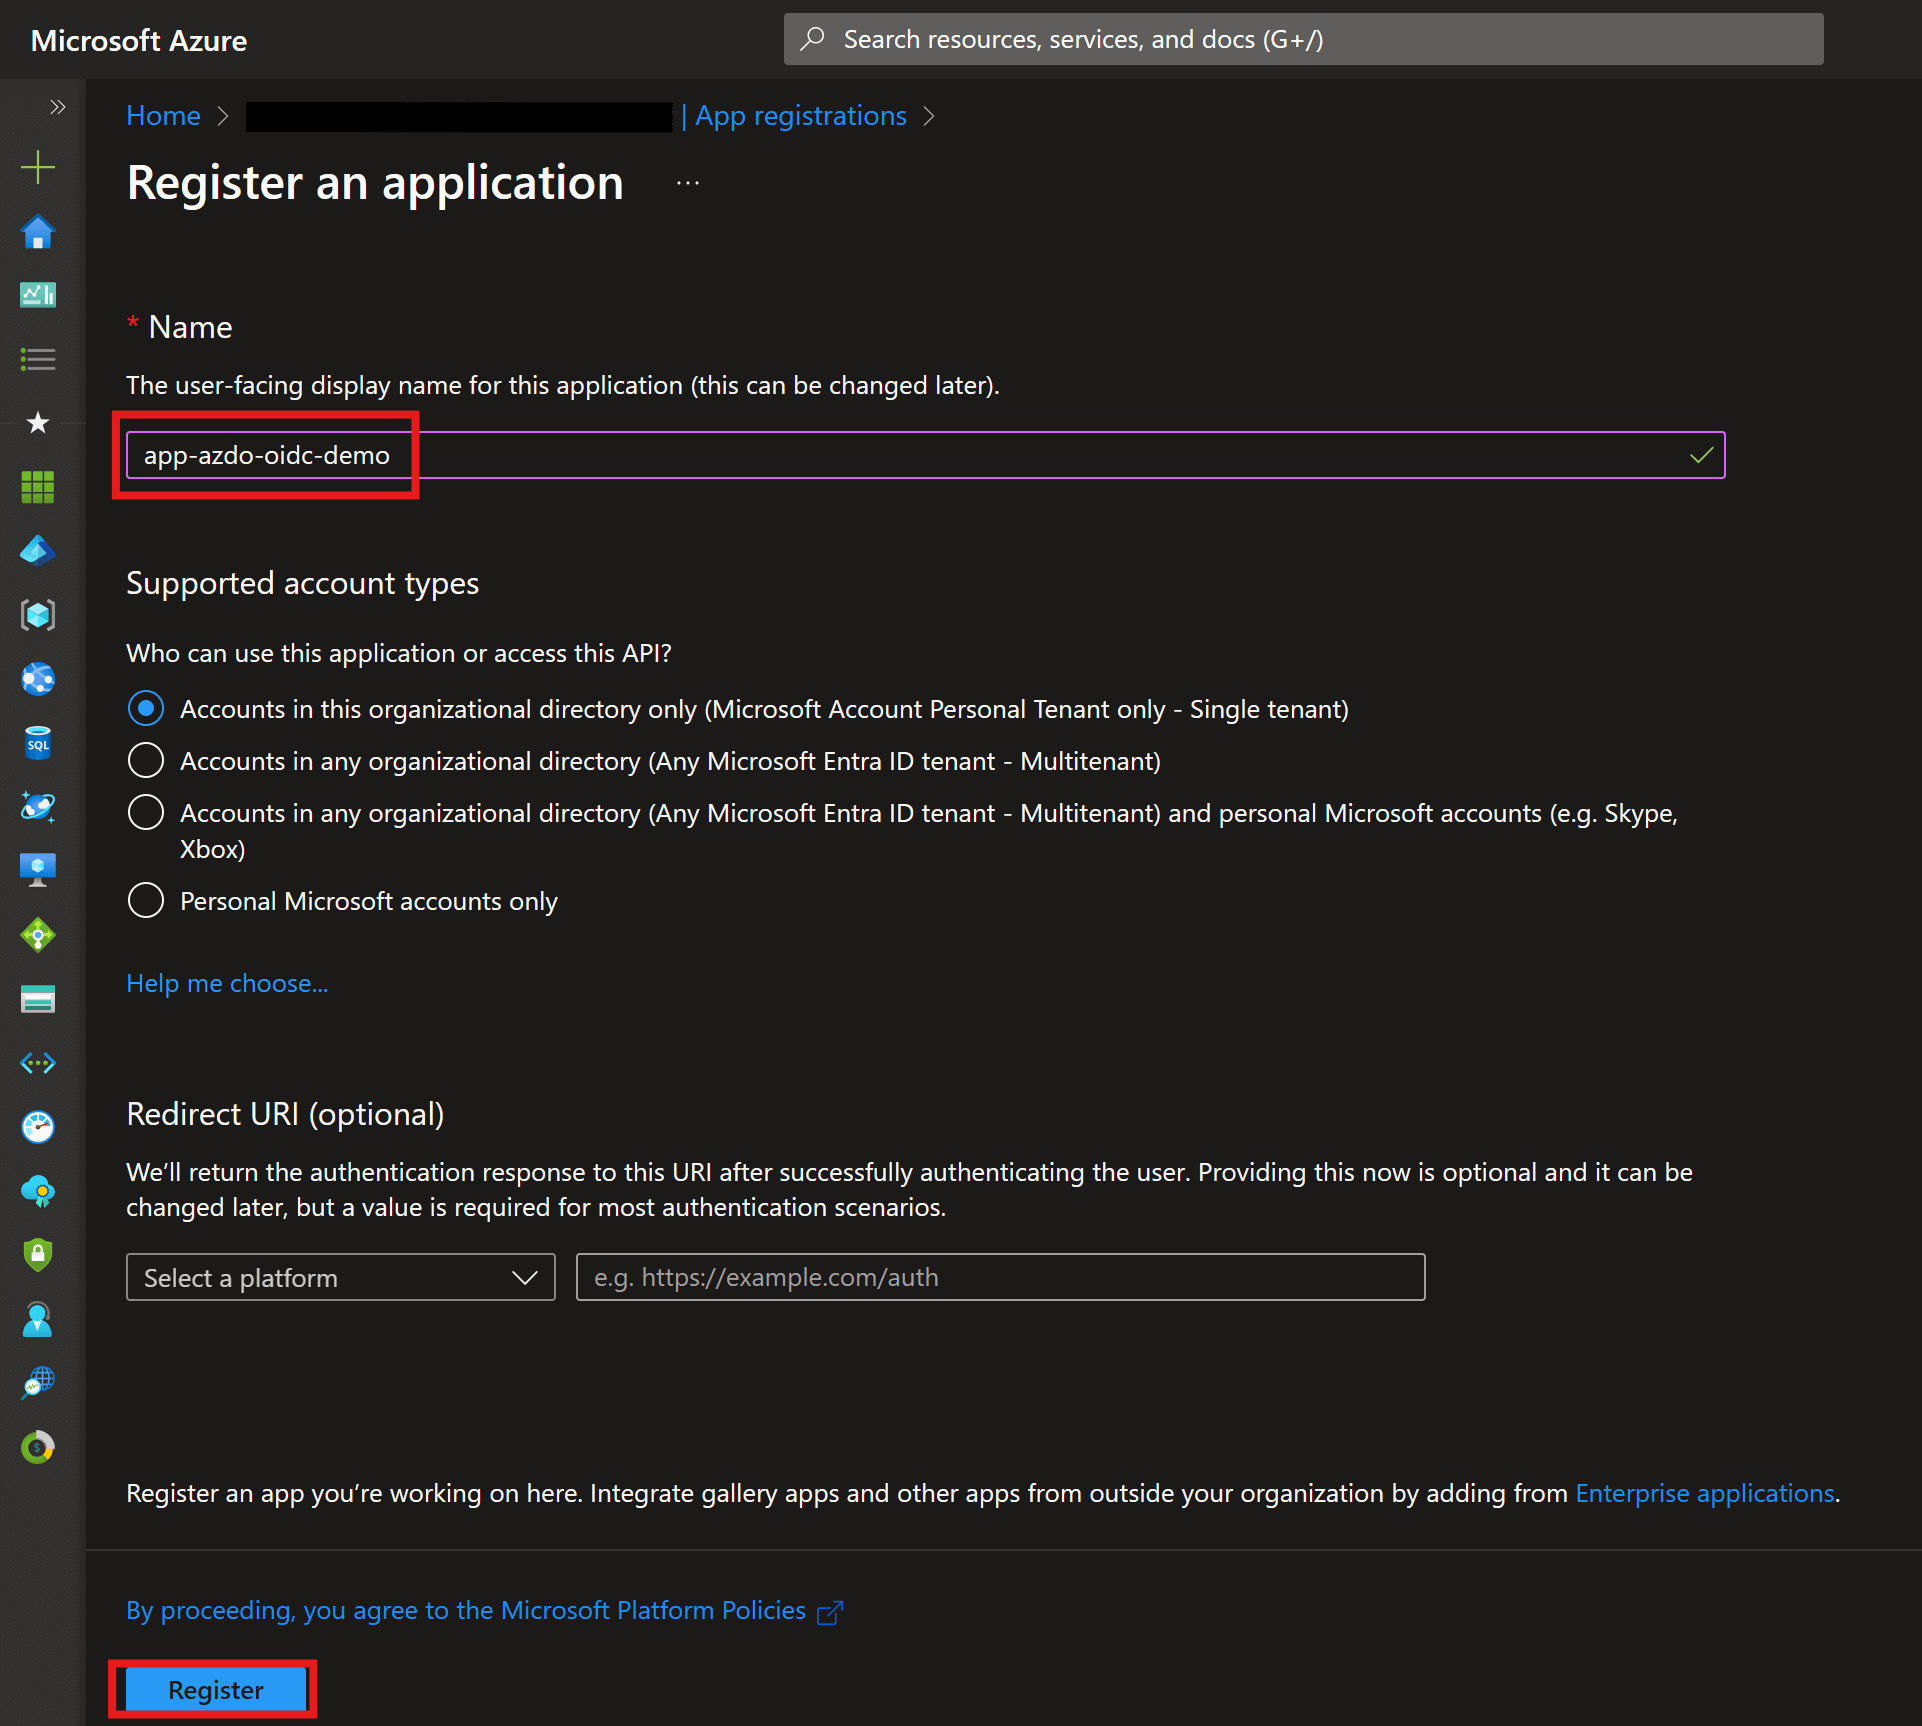 Microsoft Azure
Search resources, services, and docs (G+/)
Home > | App registrations >
Register an application ...
* Name
The user-facing display name for this application (this can be changed later).
app-azdo-oidc-demo
Supported account types
Who can use this application or access this API?
Accounts in this organizational directory only (Microsoft Account Personal Tenant only - Single tenant)
Accounts in any organizational directory (Any Microsoft Entra ID tenant - Multitenant)
Accounts in any organizational directory (Any Microsoft Entra ID tenant - Multitenant) and personal Microsoft accounts (e.g. Skype,
Xbox)
SQL
Personal Microsoft accounts only
Help me choose...
Redirect URI (optional)
We’ll return the authentication response to this URI after successfully authenticating the user. Providing this now is optional and it can be
changed later, but a value is required for most authentication scenarios.
Select a platform
e.g. https://example.com/auth
Register an app you’re working on here. Integrate gallery apps and other apps from outside your organization by adding from Enterprise applications.
By proceeding, you agree to the Microsoft Platform Policies
Register